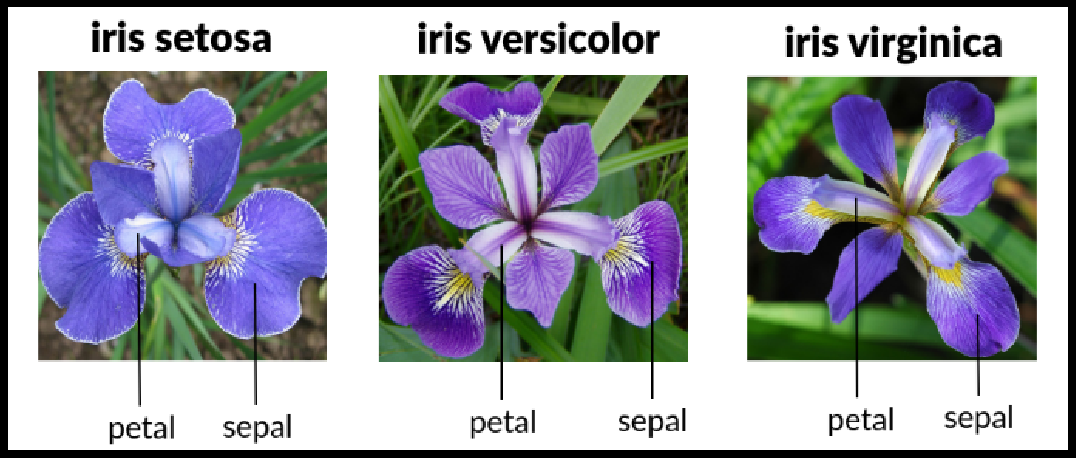 iris setosa
iris versicolor
iris virginica
petal
sepal
petal
sepal
petal
sepal